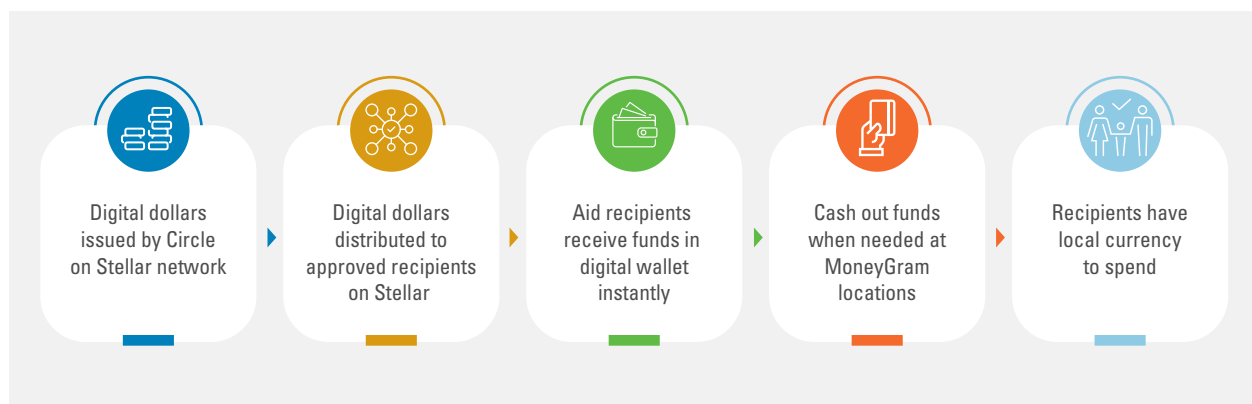 Digital dollars
issued by Circle
on Stellar network
Digital dollars
distributed to
approved recipients
on Stellar
Aid recipients
receive funds in
digital wallet
instantly
Cash out funds
when needed at
MoneyGram
locations
Recipients have
local currency
to spend